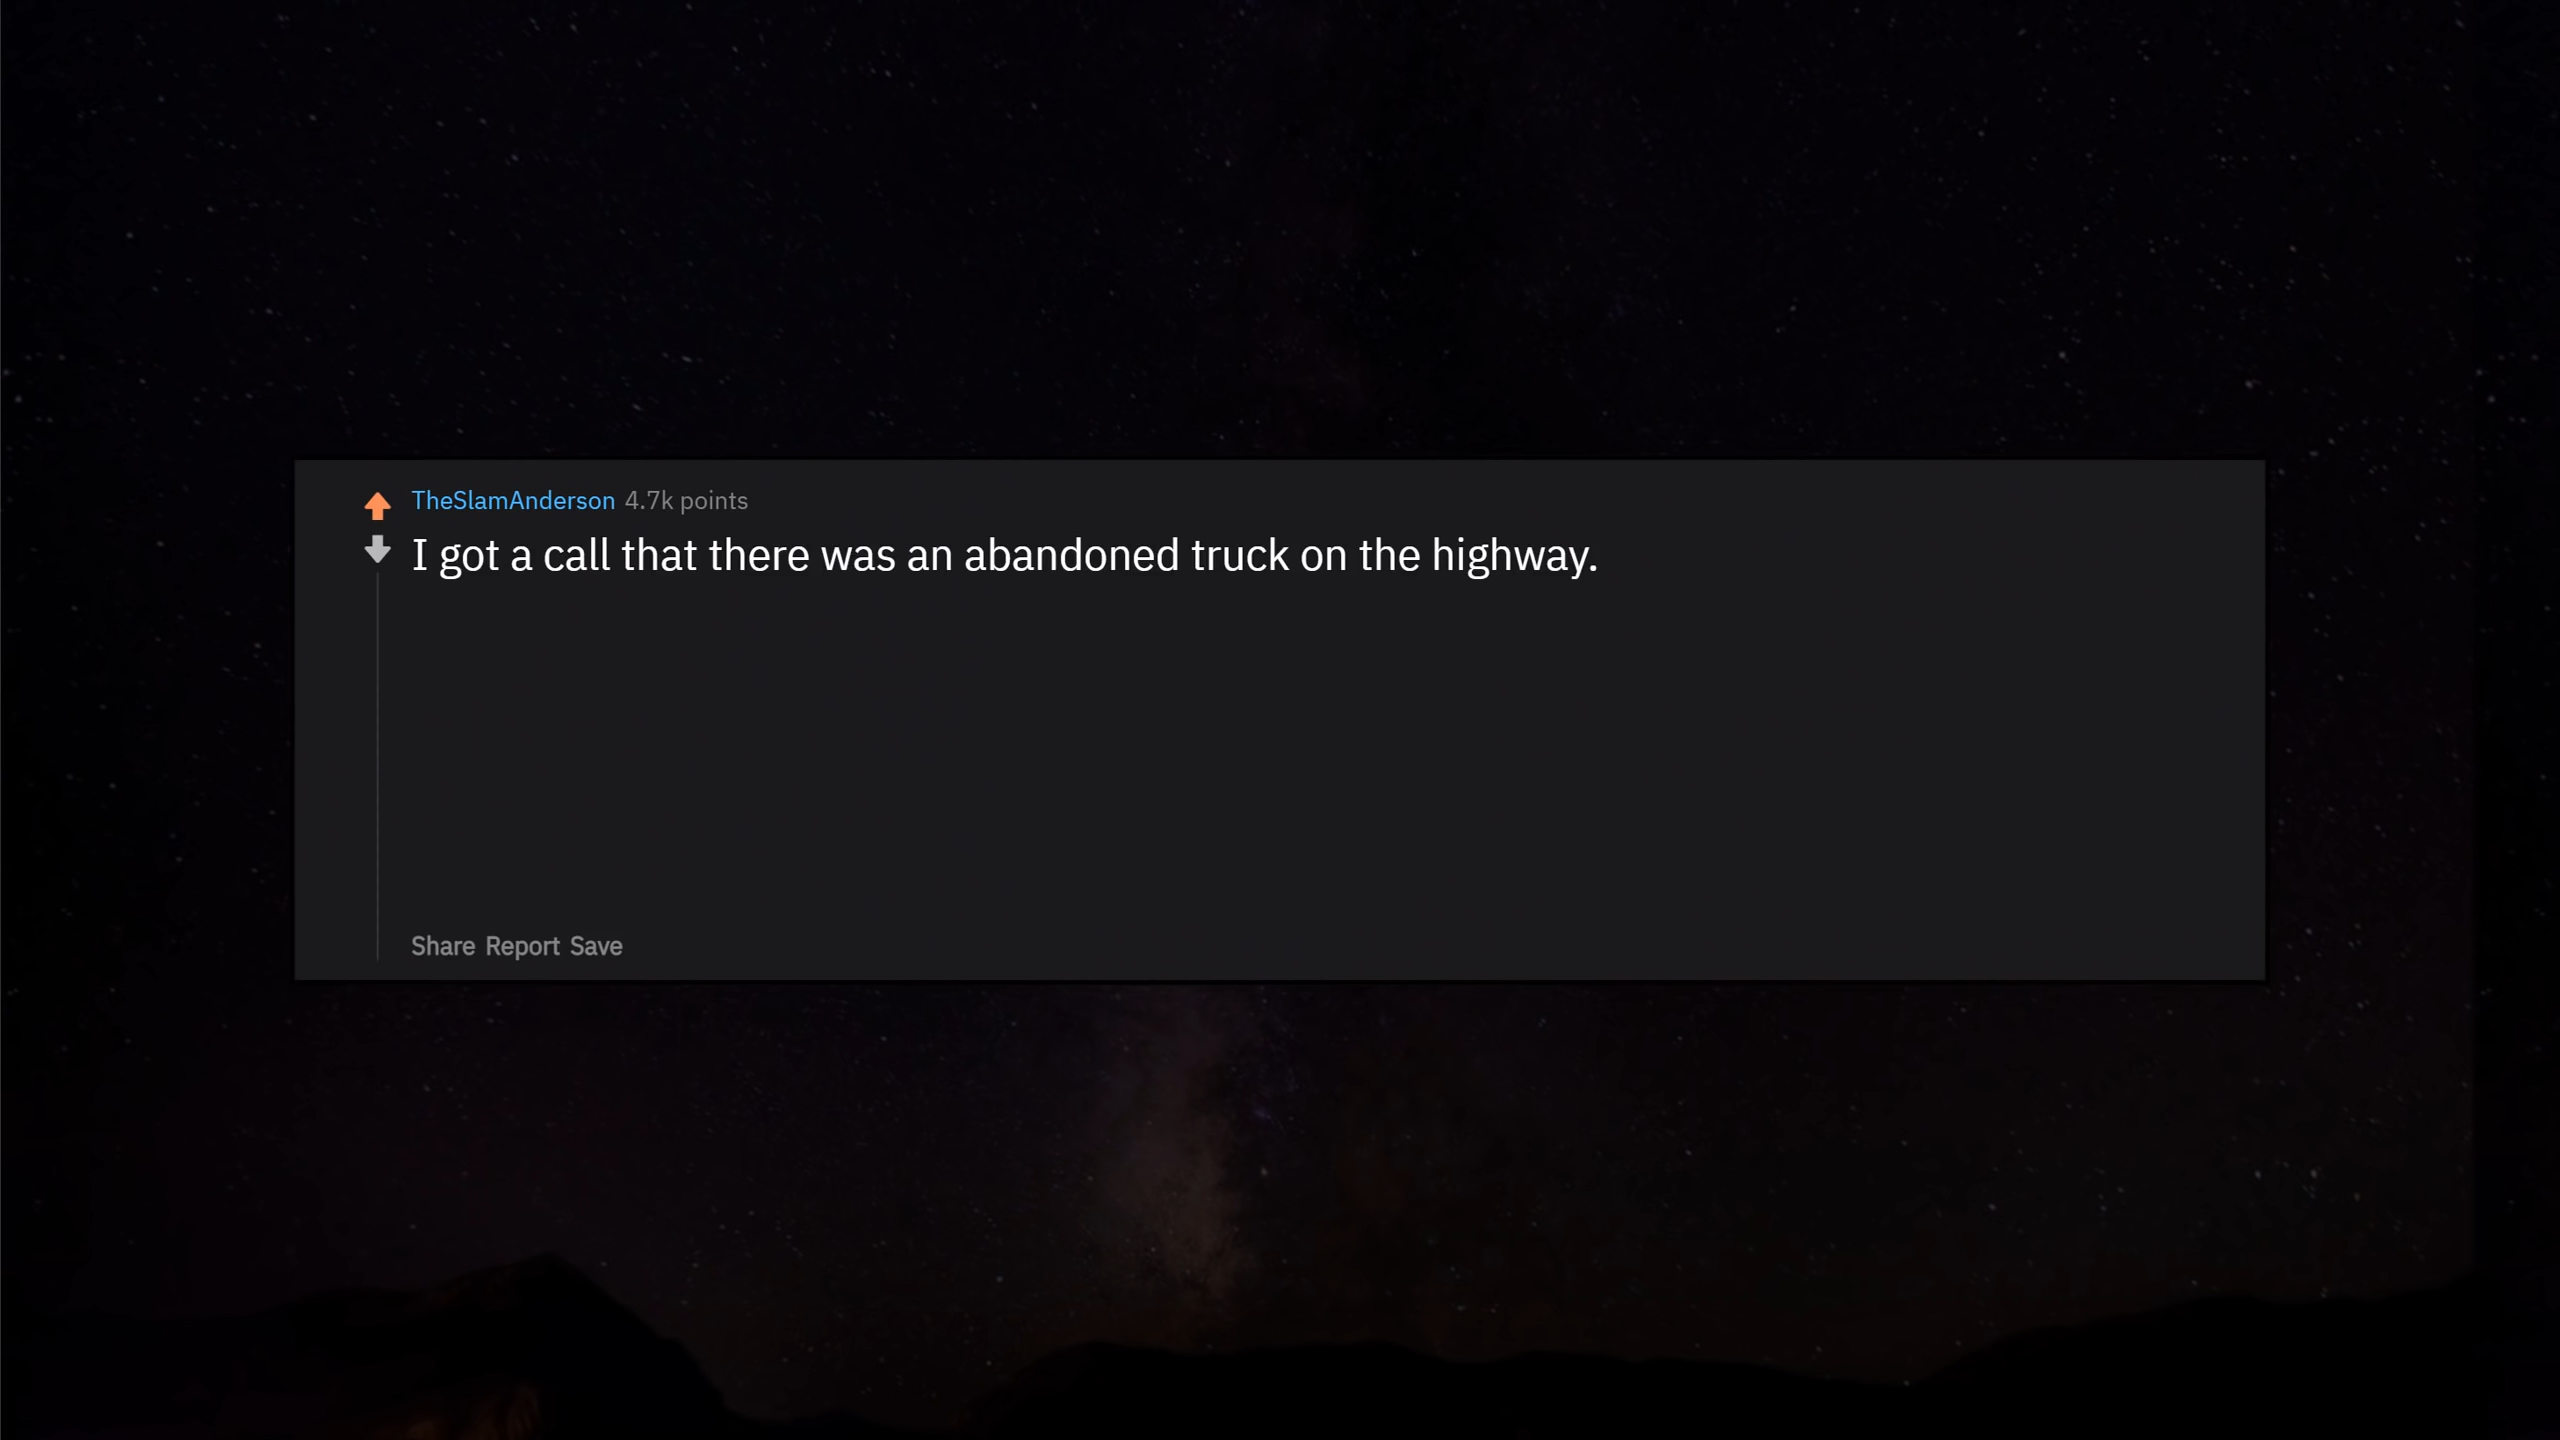 TheSlamAnderson 4.7k points
I got a call that there was an abandoned truck on the highway.
Share Report Save